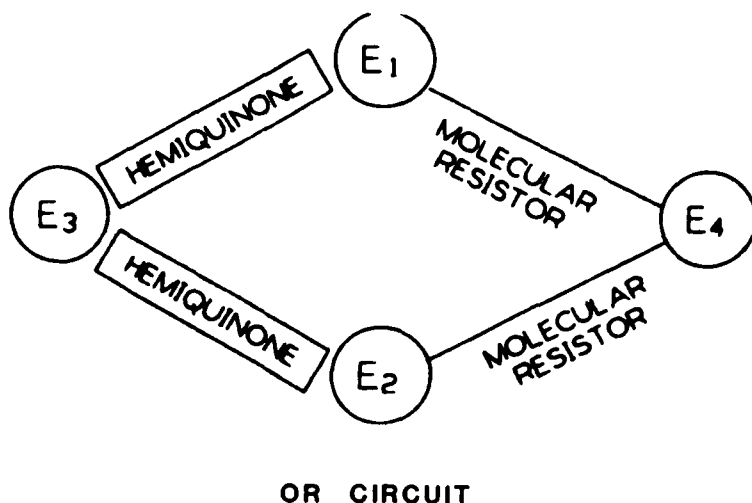 E1
HEMIQUINONE
MOLECULAR
RESISTOR
E3
E4
HEMIQUINONE
MOLECULAR
RESISTOR
E2
OR CIRCUIT